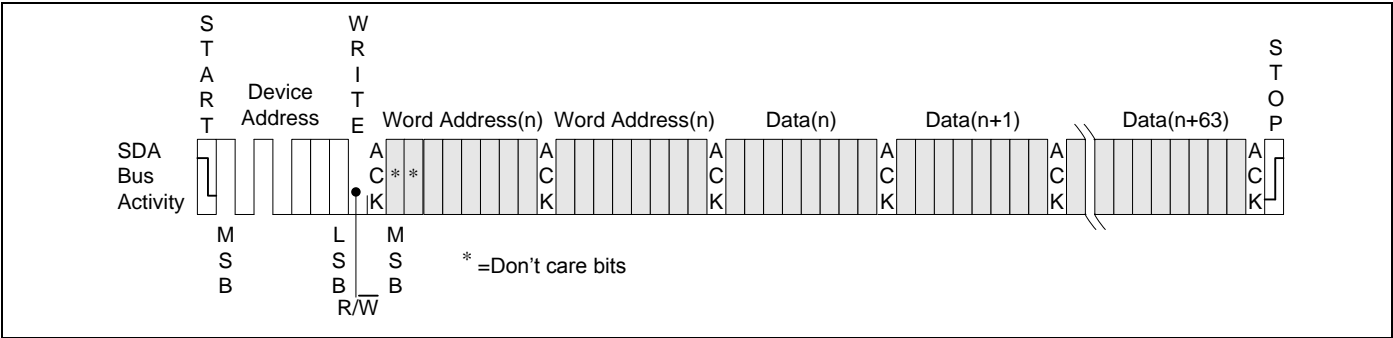 START
WRITE
STOP
Device
Address
Word Address(n) Word Address(n) Data(n) Data(n+1) Data(n+63)
SDA
Bus
Activity
ACK
* *
ACK
ACK
ACK
ACK
ACK
MSB
LSB
MSB
R/W̅
* =Don't care bits